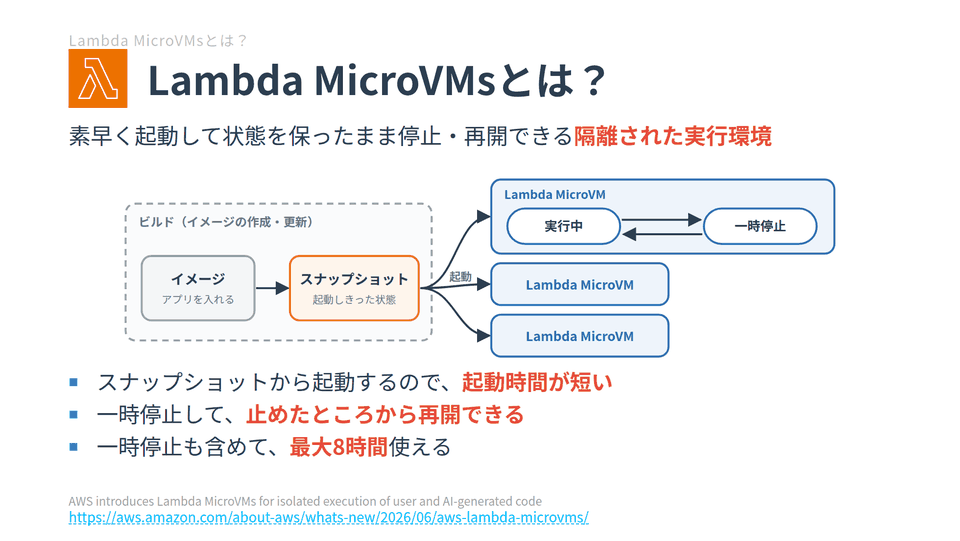 Lambda MicroVMsとは？
Lambda MicroVMsとは？
素早く起動して状態を保ったまま停止・再開できる隔離された実行環境
ビルド（イメージの作成・更新）
イメージ
アプリを入れる
スナップショット
起動しきった状態
起動
Lambda MicroVM
実行中
一時停止
Lambda MicroVM
Lambda MicroVM
スナップショットから起動するので、起動時間が短い
一時停止して、止めたところから再開できる
一時停止も含めて、最大8時間使える
AWS introduces Lambda MicroVMs for isolated execution of user and AI-generated code
https://aws.amazon.com/about-aws/whats-new/2026/06/aws-lambda-microvms/